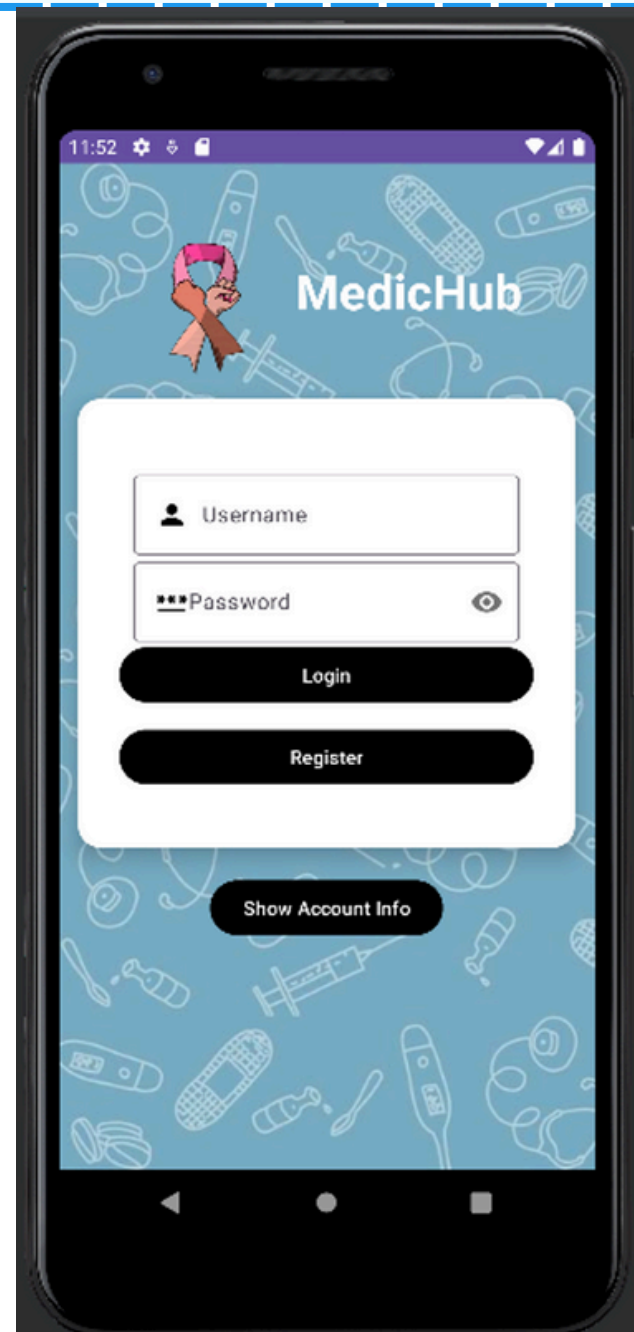 11:52
MedicHub
Username
***Password
Login
Register
Show Account Info